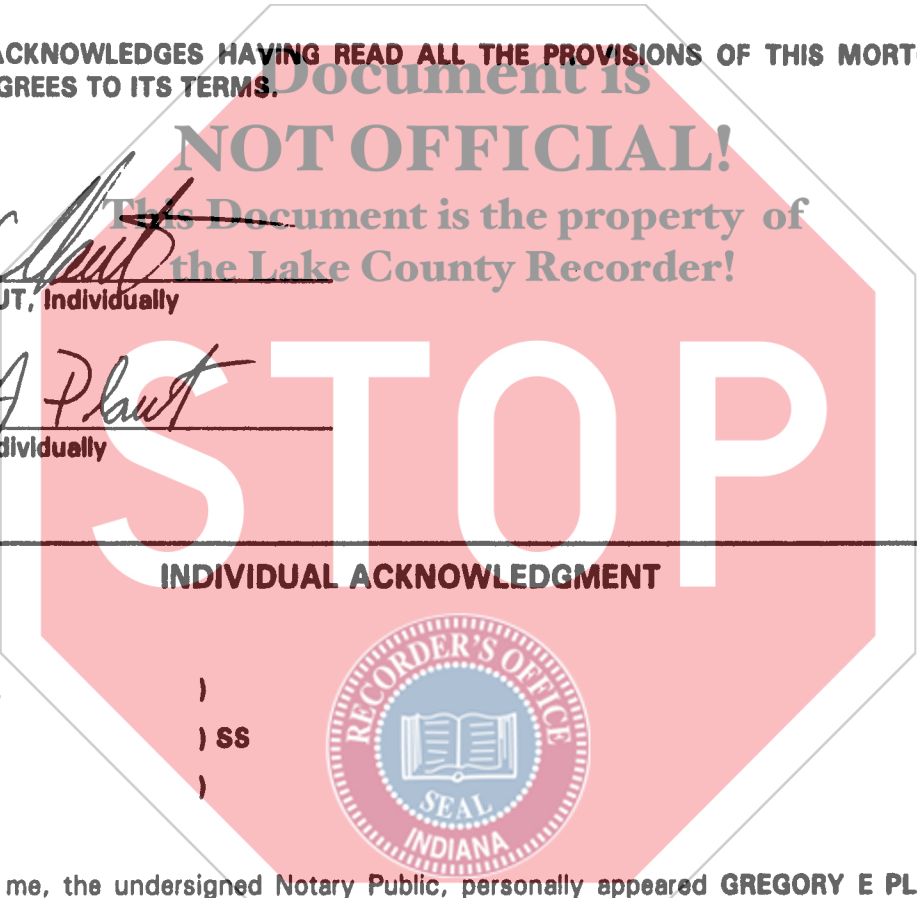 ACKNOWLEDGES HAVING READ ALL THE PROVISIONS OF THIS MORT
GREES TO ITS TERMS.
Document is
NOT OFFICIAL!
This Document is the property of
the Lake County Recorder!
UT, Individually
A Plaut
dividually
STOP
INDIVIDUAL ACKNOWLEDGMENT
)
) SS
)
RECORDER'S OFFICE
SEAL
INDIANA
me, the undersigned Notary Public, personally appeared GREGORY E PL